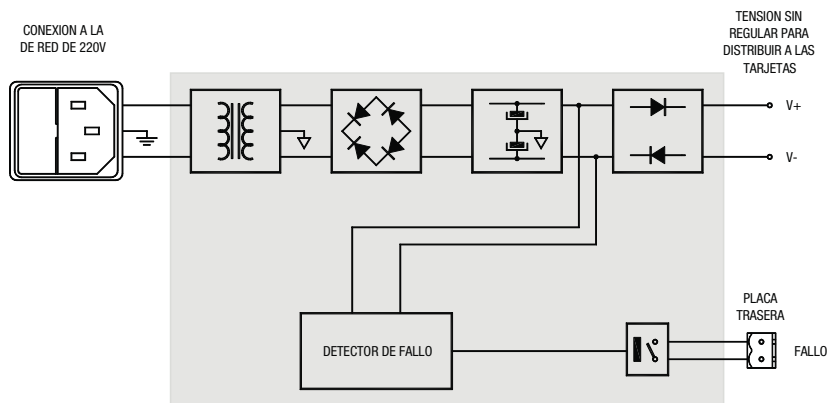 CONEXION A LA
DE RED DE 220V
TENSION SIN
REGULAR PARA
DISTRIBUIR A LAS
TARJETAS
V+
V-
PLACA
TRASERA
DETECTOR DE FALLO
FALLO